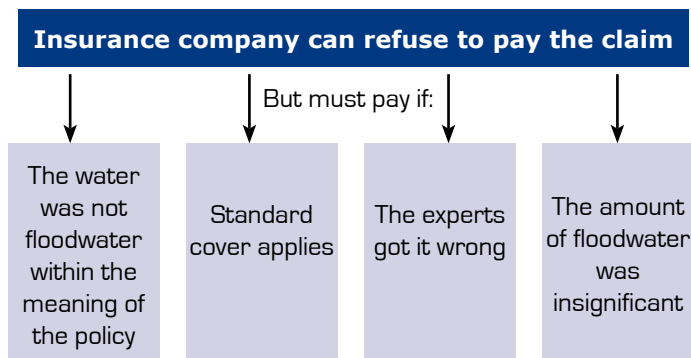 Insurance company can refuse to pay the claim
But must pay if:
The water
was not
floodwater
within the
meaning of
the policy
Standard
cover applies
The experts
got it wrong
The amount
of floodwater
was
insignificant